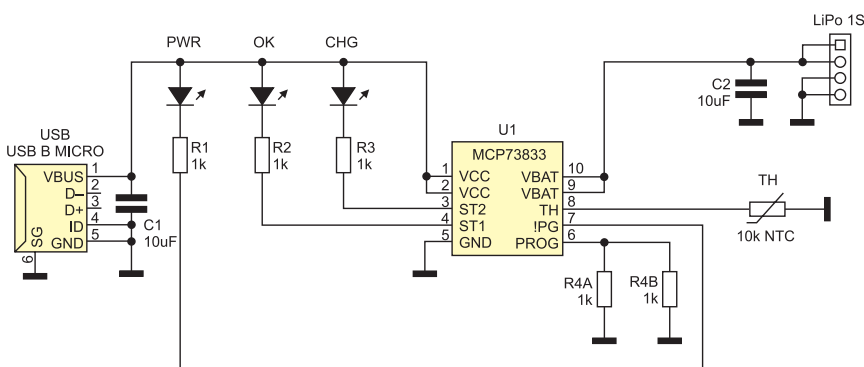 LiPo 1S
PWR
OK
CHG
C2
10uF
USB
USB B MICRO
R1
1k
R2
1k
R3
1k
U1
MCP73833
1
VBUS
2
D–
3
D+
4
ID
5
GND
6
SG
C1
10uF
1
VCC
2
VCC
3
ST2
4
ST1
5
GND
10
VBAT
9
VBAT
8
TH
7
!PG
6
PROG
TH
10k NTC
R4A
1k
R4B
1k